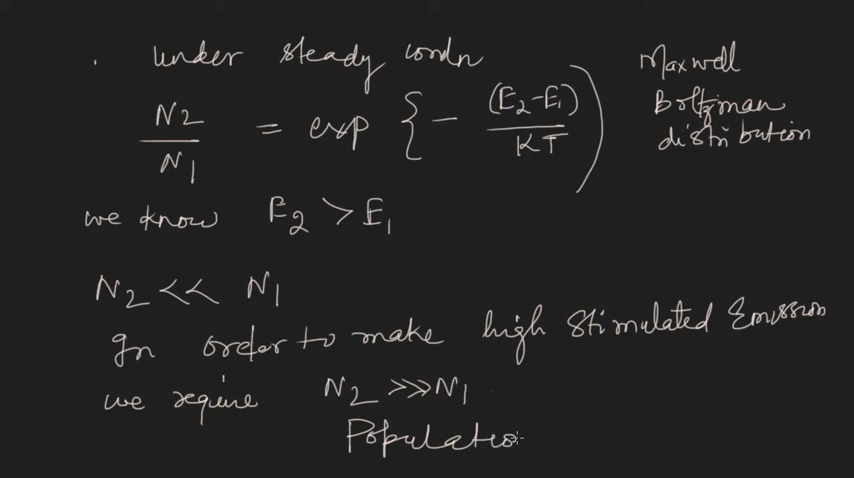 . under steady condn
N2 / N1 = exp { - (E2-E1) / KT )
Maxwell
Boltzman
distribution
we know E2 > E1
N2 << N1
In order to make high stimulated Emission
we require N2 >>> N1
Populatio